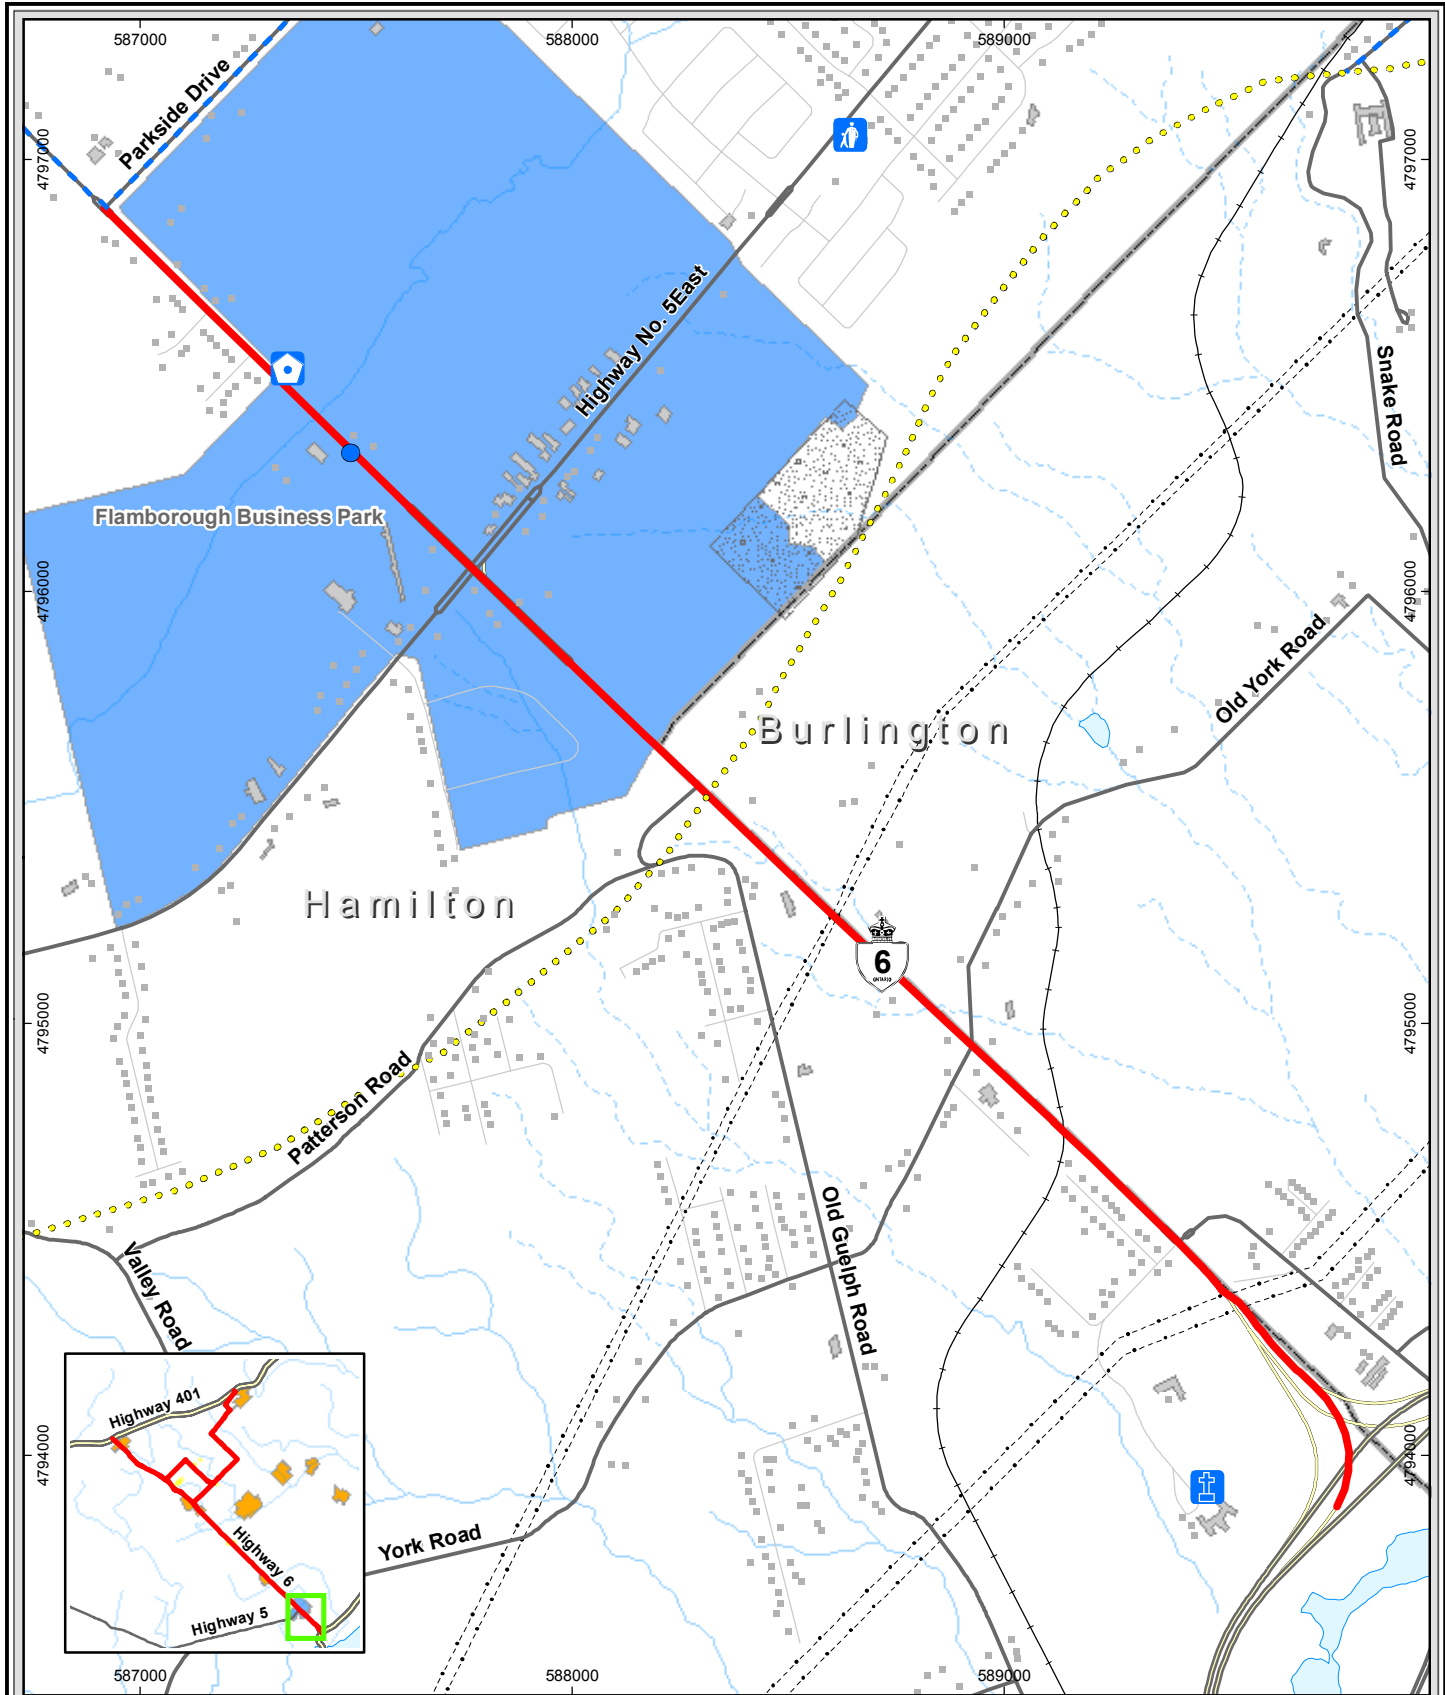 587000
588000
589000
Parkside Drive
4797000
4797000
Highway No. 5East
Snake Road
Flamborough Business Park
4796000
4796000
Old York Road
Burlington
Hamilton
6
ONTARIO
4795000
4795000
Patterson Road
Old Guelph Road
Valley Road
Highway 401
4794000
4794000
Highway 6
York Road
Highway 5
587000
588000
589000